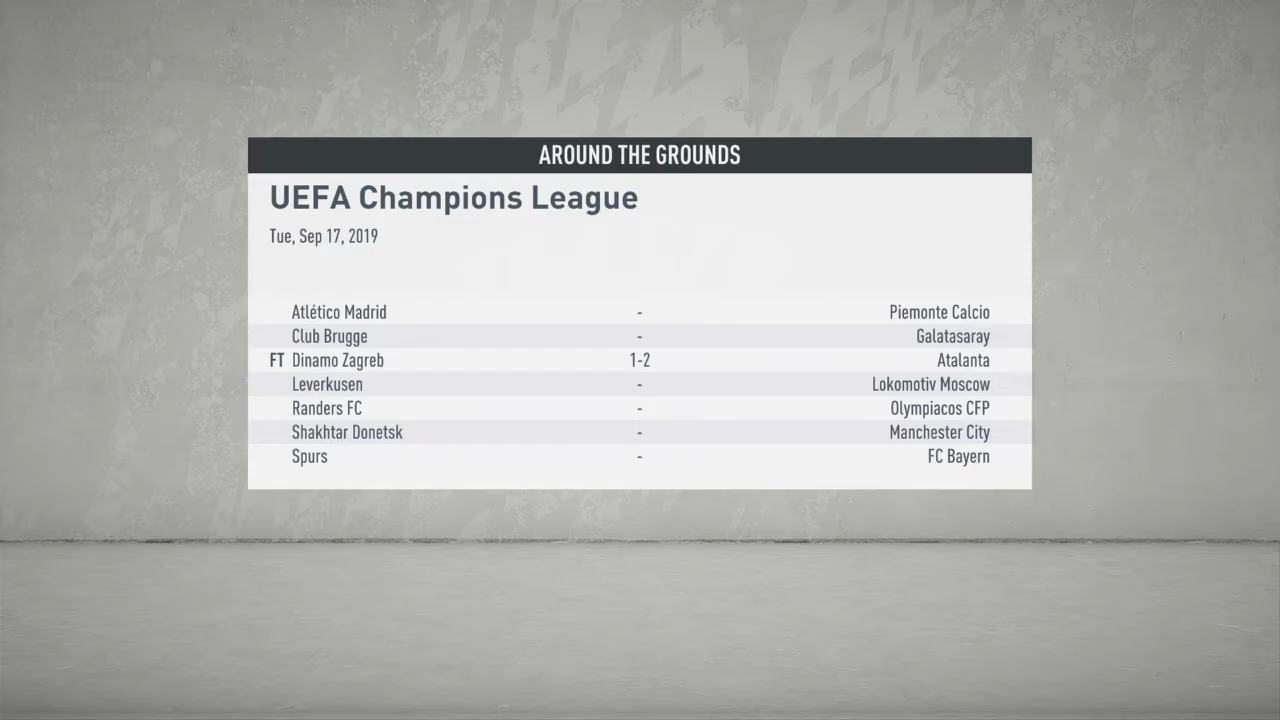 AROUND THE GROUNDS
UEFA Champions League
Tue, Sep 17, 2019
Atlético Madrid - Piemonte Calcio
Club Brugge - Galatasaray
FT Dinamo Zagreb 1-2 Atalanta
Leverkusen - Lokomotiv Moscow
Randers FC - Olympiacos CFP
Shakhtar Donetsk - Manchester City
Spurs - FC Bayern